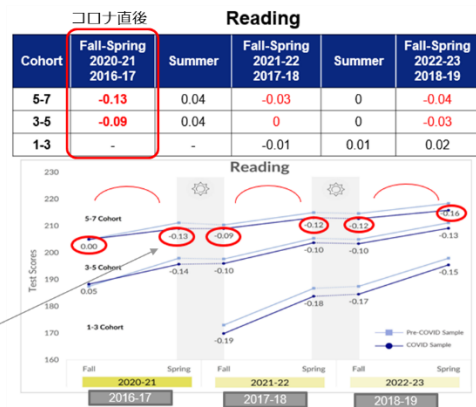 コロナ直後
Reading
Cohort Fall-Spring 2020-21 2016-17 Summer Fall-Spring 2021-22 2017-18 Summer Fall-Spring 2022-23 2018-19
5-7 -0.13 0.04 -0.03 0 -0.04
3-5 -0.09 0.04 0 0 -0.03
1-3 - - -0.01 0.01 0.02
Reading
230
220
210
200
190
180
170
160
Test Scores
5-7 Cohort
0.00 -0.13 -0.09 -0.12 -0.12 -0.16
3-5 Cohort
0.05 -0.14 -0.10 -0.10 -0.10 -0.13
1-3 Cohort
-0.19 -0.18 -0.17 -0.15
Pre-COVID Sample
COVID Sample
Fall Spring Fall Spring Fall Spring
2020-21 2021-22 2022-23
2016-17 2017-18 2018-19